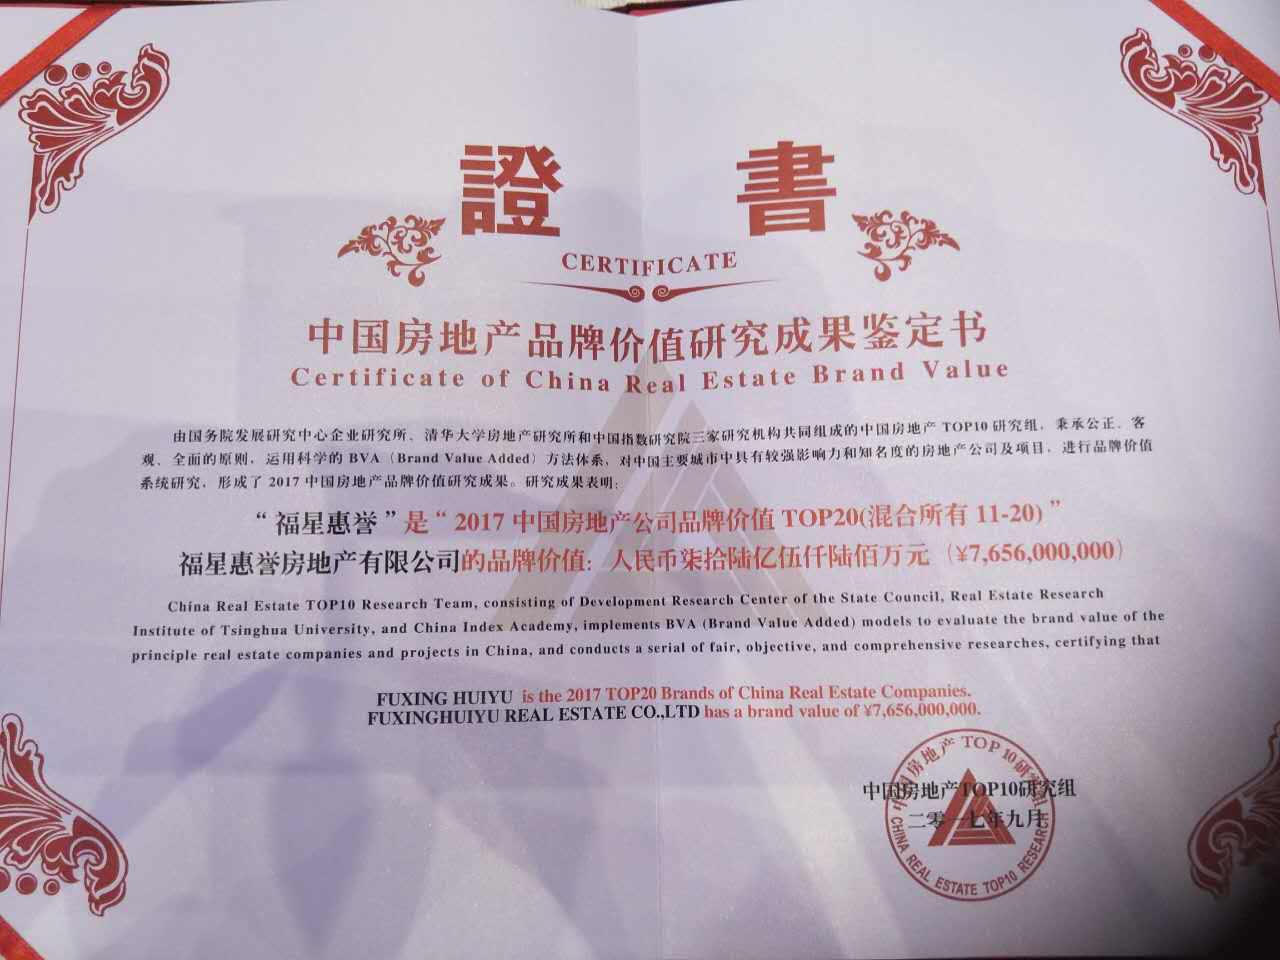 證 書
CERTIFICATE
中国房地产品牌价值研究成果鉴定书
Certificate of China Real Estate Brand Value
由国务院发展研究中心企业研究所、清华大学房地产研究所和中国指数研究院三家研究机构共同组成的中国房地产 TOP10 研究组，秉承公正、客
观、全面的原则，运用科学的 BVA（Brand Value Added）方法体系，对中国主要城市中具有较强影响力和知名度的房地产公司及项目，进行品牌价值
系统研究，形成了 2017 中国房地产品牌价值研究成果。研究成果表明：
“福星惠誉”是“2017 中国房地产公司品牌价值 TOP20(混合所有 11-20)”
福星惠誉房地产有限公司的品牌价值：人民币柒拾陆亿伍仟陆佰万元（¥7,656,000,000）
China Real Estate TOP10 Research Team, consisting of Development Research Center of the State Council, Real Estate Research
Institute of Tsinghua University, and China Index Academy, implements BVA (Brand Value Added) models to evaluate the brand value of the
principle real estate companies and projects in China, and conducts a serial of fair, objective, and comprehensive researches, certifying that
FUXING HUIYU is the 2017 TOP20 Brands of China Real Estate Companies.
FUXINGHUIYU REAL ESTATE CO.,LTD has a brand value of ¥7,656,000,000.
中国房地产TOP10研究组
二零一七年九月
中国房地产TOP10研究组
CHINA REAL ESTATE TOP10 RESEARCH